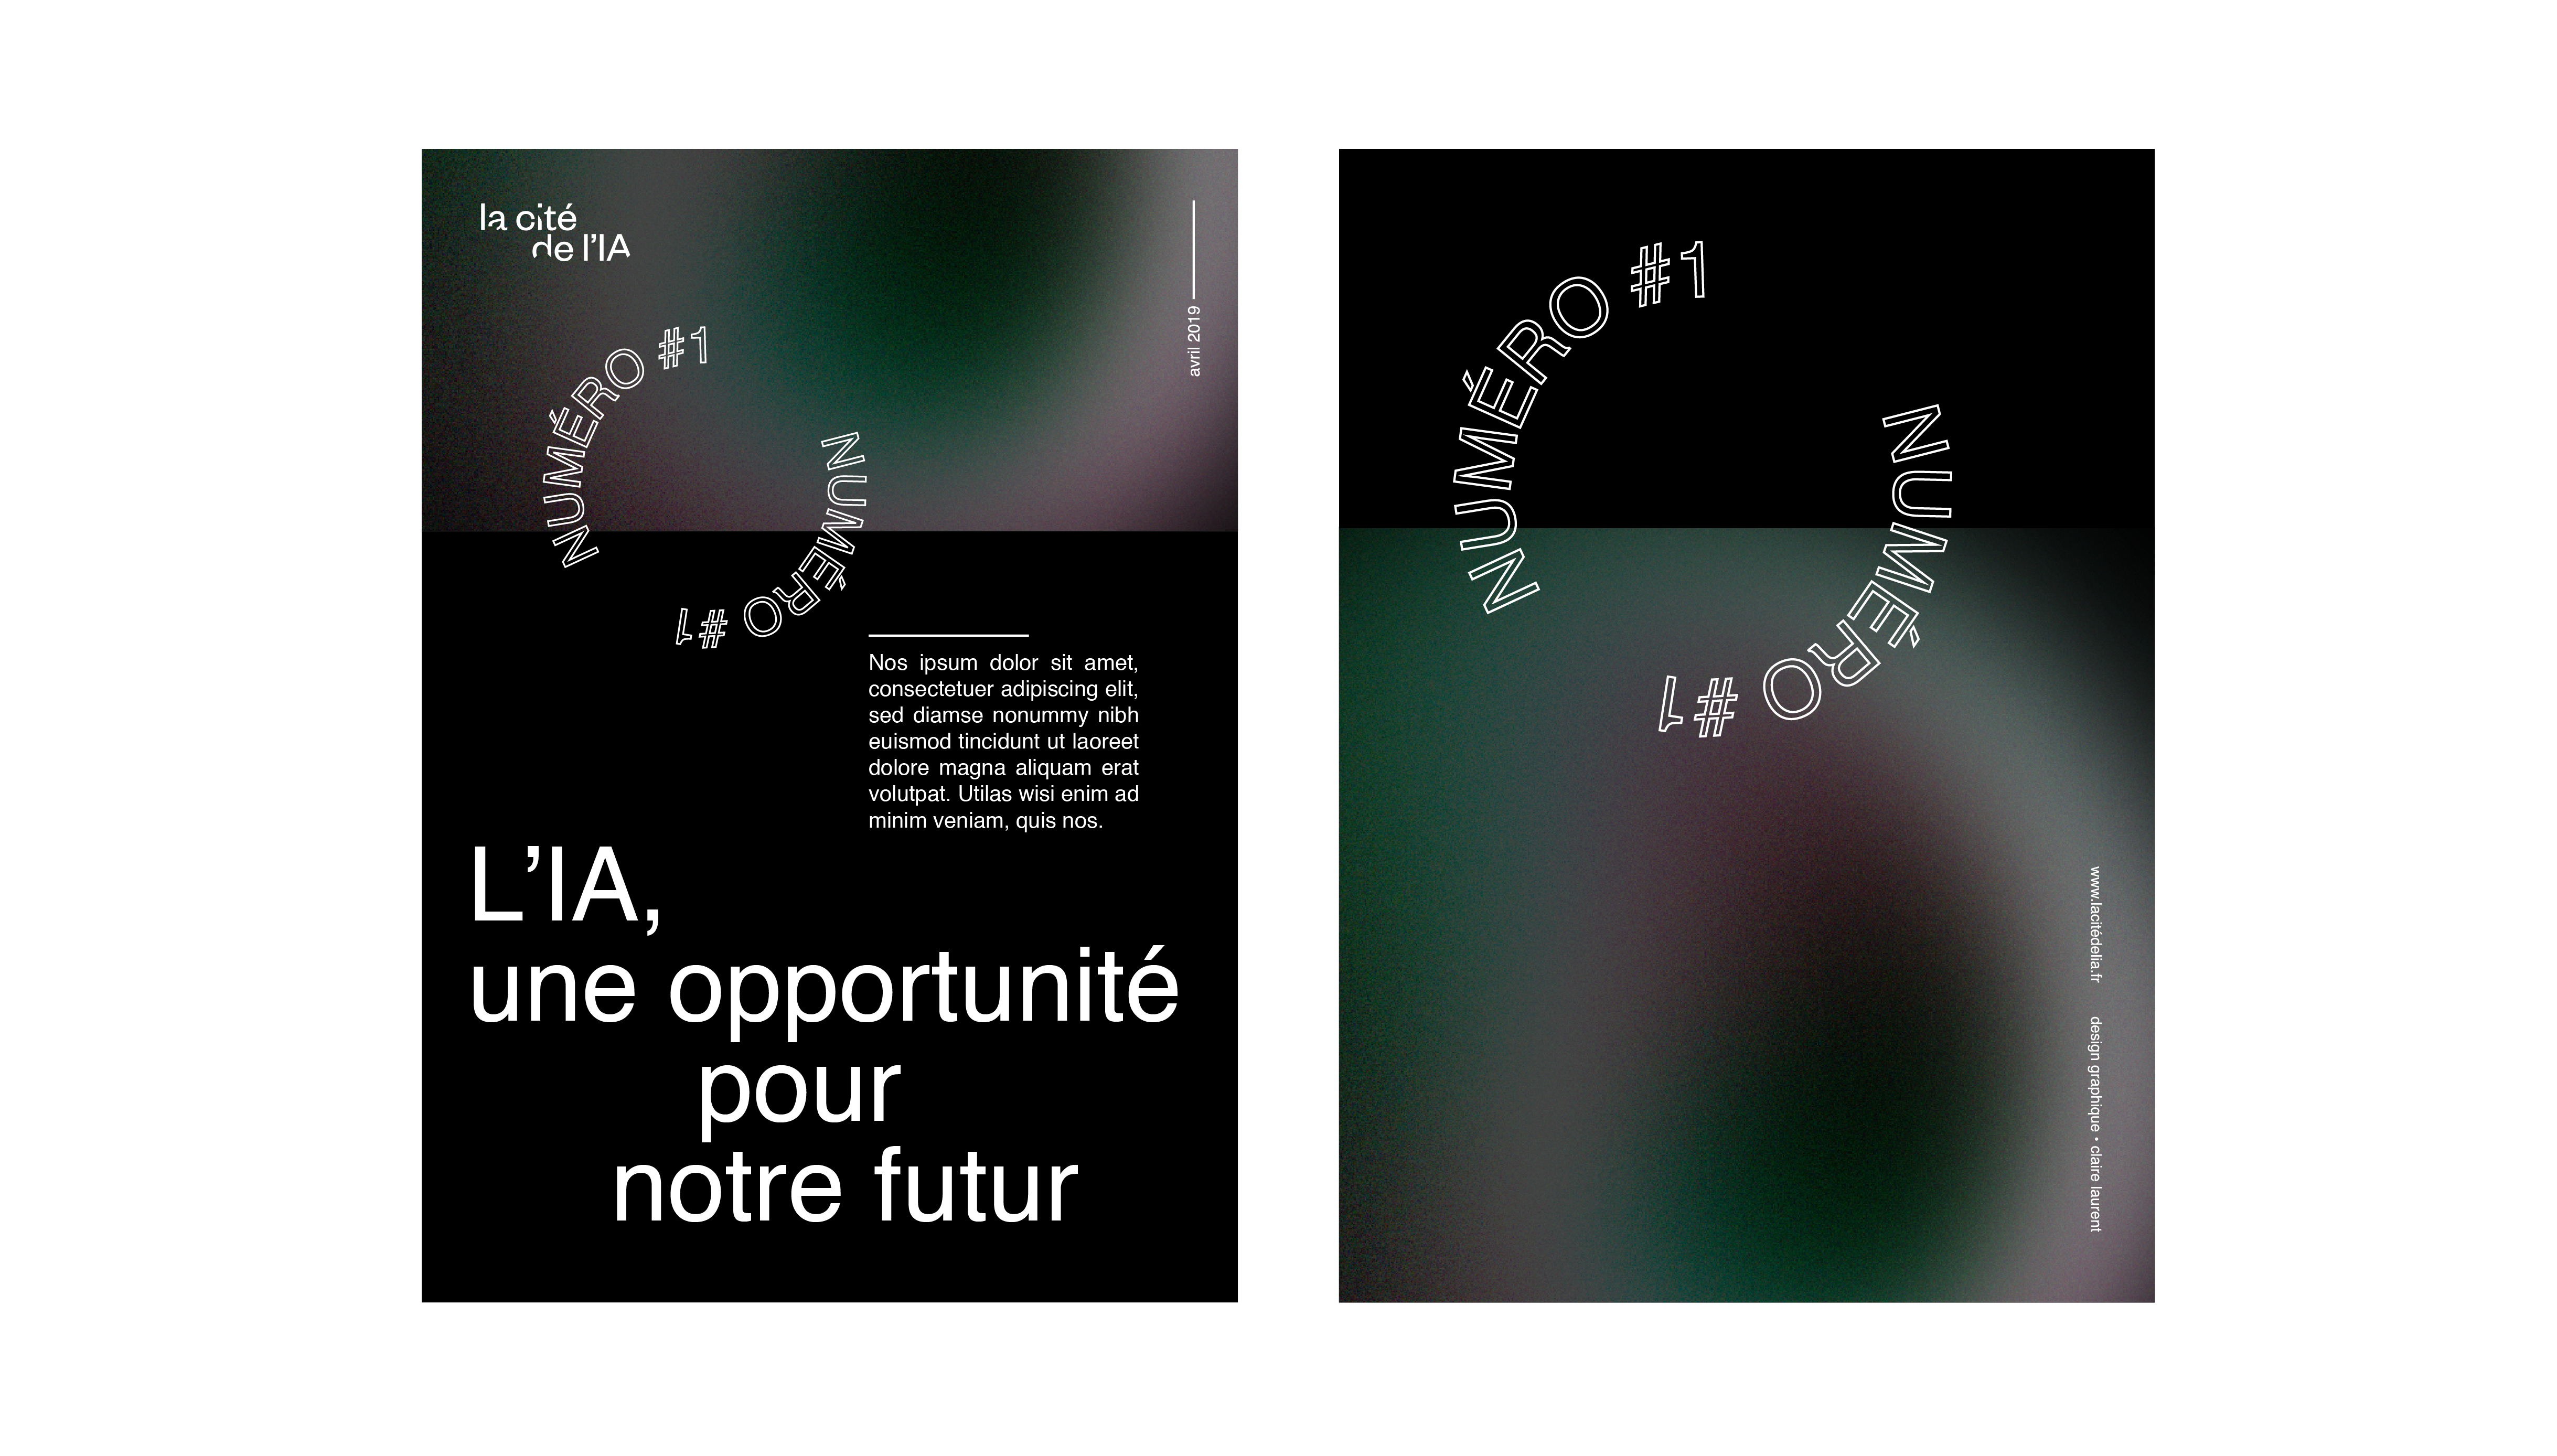 la cité
de l’IA
avril 2019
NUMÉRO #1
NUMÉRO #1
Nos ipsum dolor sit amet,
consectetuer adipiscing elit,
sed diamse nonummy nibh
euismod tincidunt ut laoreet
dolore magna aliquam erat
volutpat. Utilas wisi enim ad
minim veniam, quis nos.
L’IA,
une opportunité
pour
notre futur
NUMÉRO #1
NUMÉRO #1
www.lacitédelia.fr
design graphique • claire laurent